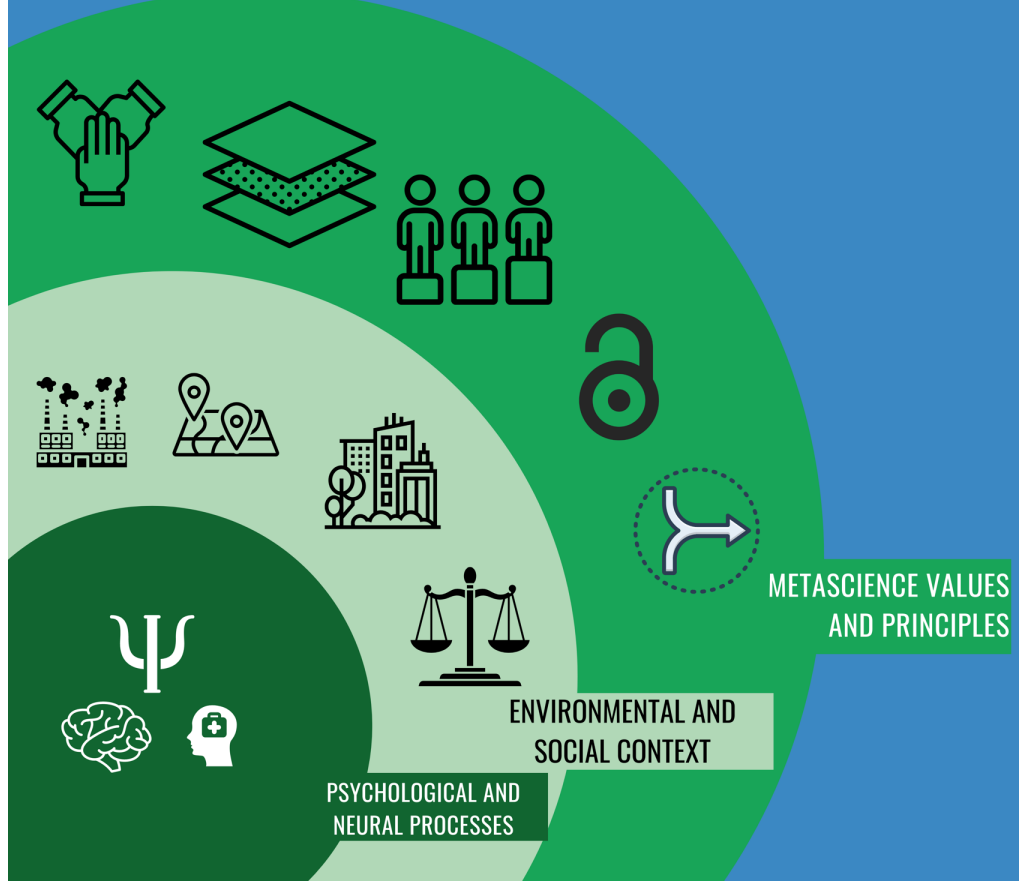 METASCIENCE VALUES
AND PRINCIPLES
ENVIRONMENTAL AND
SOCIAL CONTEXT
PSYCHOLOGICAL AND
NEURAL PROCESSES